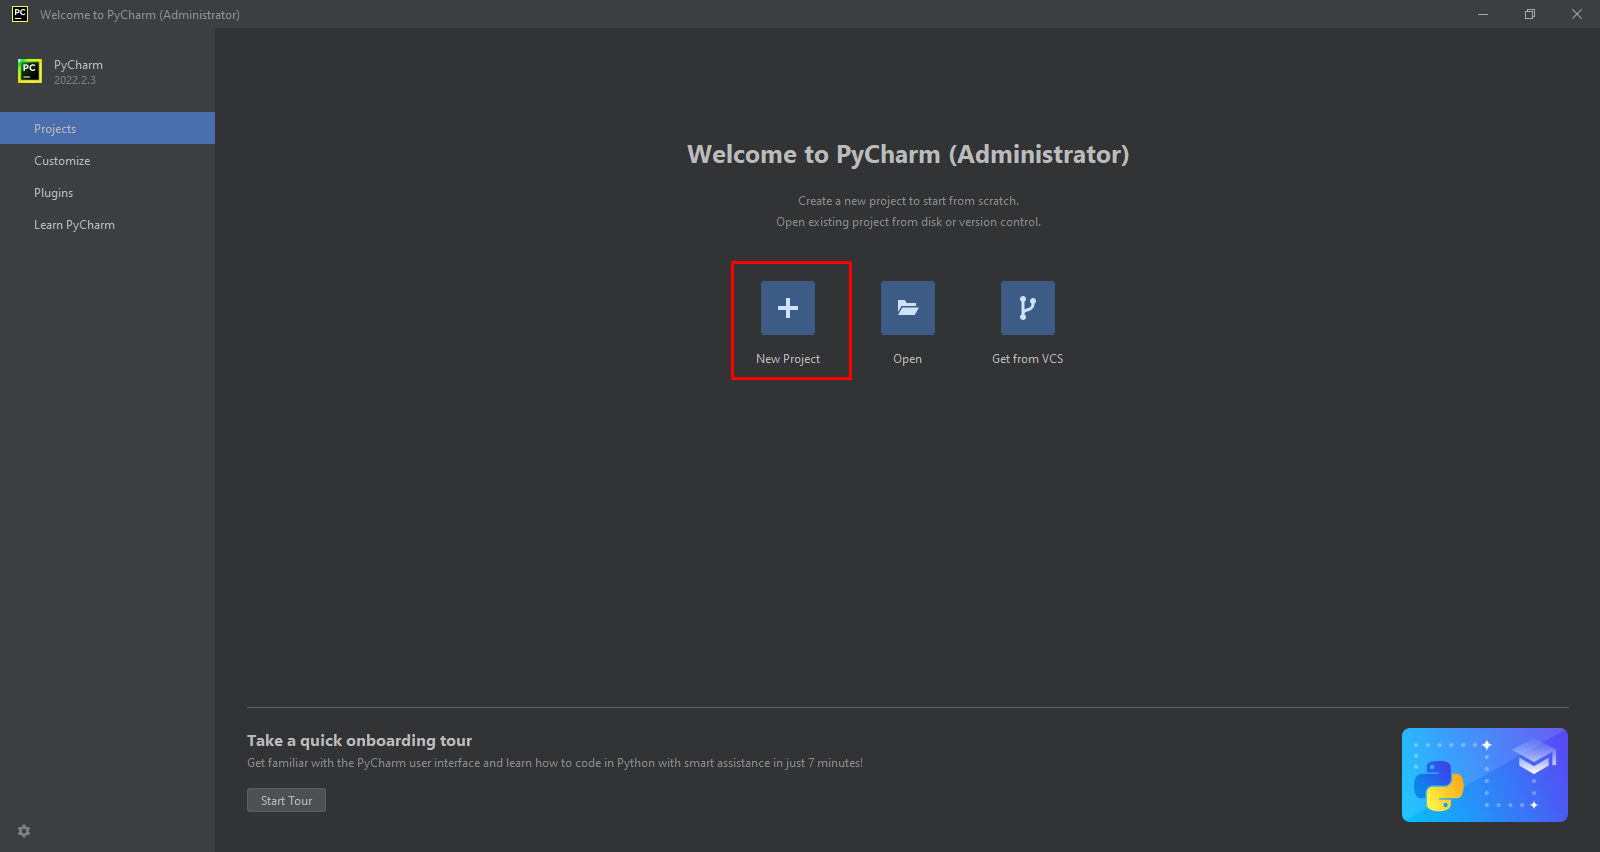 PC Welcome to PyCharm (Administrator)
PC PyCharm
2022.2.3
Projects
Customize
Plugins
Learn PyCharm
Welcome to PyCharm (Administrator)
Create a new project to start from scratch.
Open existing project from disk or version control.
New Project
Open
Get from VCS
Take a quick onboarding tour
Get familiar with the PyCharm user interface and learn how to code in Python with smart assistance in just 7 minutes!
Start Tour